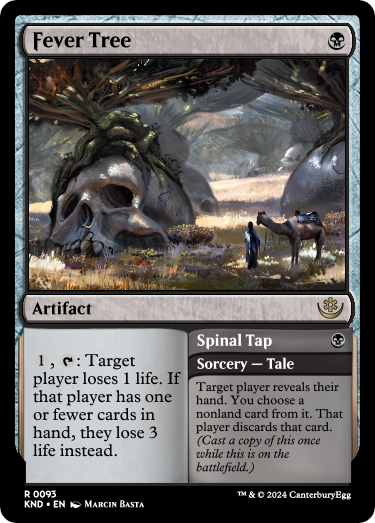 Fever Tree
Artifact
1, : Target
player loses 1 life. If
that player has one
or fewer cards in
hand, they lose 3
life instead.
Spinal Tap
Sorcery — Tale
Target player reveals their
hand. You choose a
nonland card from it. That
player discards that card.
(Cast a copy of this once
while this is on the
battlefield.)
R 0093
KND • EN Marcin Basta
™ & © 2024 CanterburyEgg